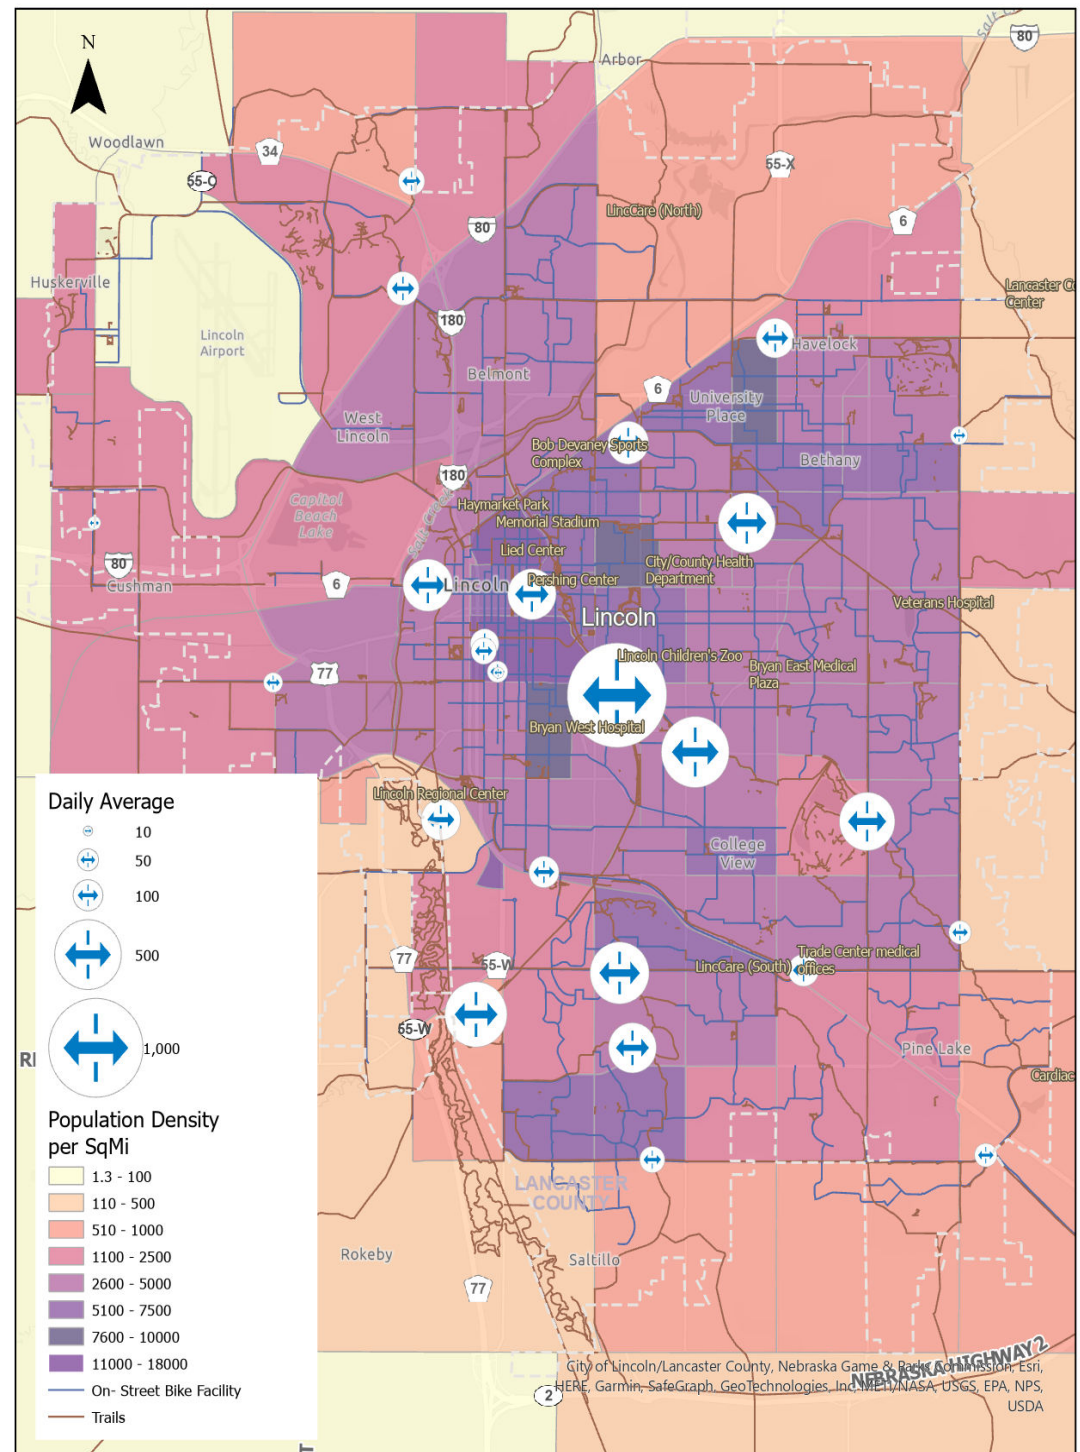 N
80
Arbor
Woodlawn
34
55-X
55-C
LincCare (North)
6
80
Huskerville
Lancaster Co
Center
180
Lincoln
Airport
Havelock
Belmont
6
University
Place
West
Lincoln
Bob Devaney Sports
Complex
Bethany
180
Capitol
Beach
Lake
Salt Creek
Haymarket Park
Memorial Stadium
Lied Center
City/County Health
Department
80
Cushman
6
Lincoln
Pershing Center
Veterans Hospital
Lincoln
Lincoln Children's Zoo
Bryan East Medical
Plaza
77
Bryan West Hospital
Lincoln Regional Center
College
View
77
55-W
Trade Center medical
offices
LincCare (South)
55-W
Pine Lake
Cardiac
LANCASTER
COUNTY
Rokeby
Saltillo
77
NEBRASKA HIGHWAY 2
2
Daily Average
10
50
100
500
1,000
Population Density
per SqMi
1.3 - 100
110 - 500
510 - 1000
1100 - 2500
2600 - 5000
5100 - 7500
7600 - 10000
11000 - 18000
On- Street Bike Facility
Trails
City of Lincoln/Lancaster County, Nebraska Game & Parks Commission, Esri,
HERE, Garmin, SafeGraph, GeoTechnologies, Inc, METI/NASA, USGS, EPA, NPS,
USDA